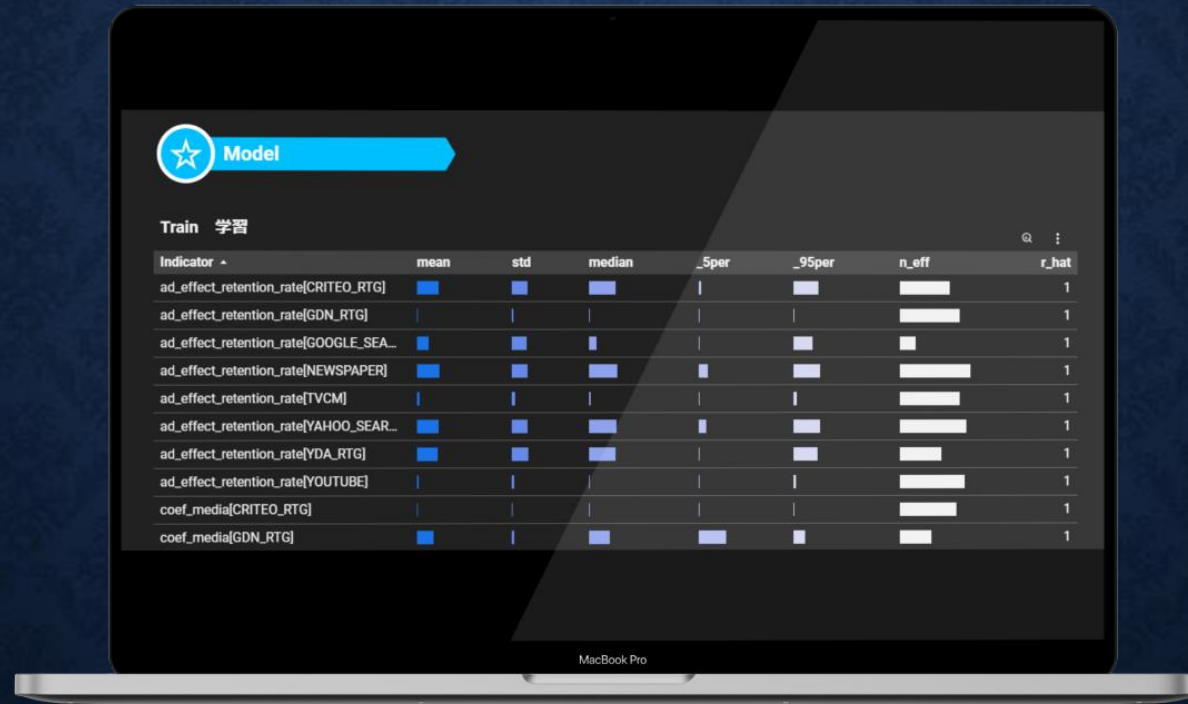 Model
Train 学習
Indicator mean std median _5per _95per n_eff r_hat
ad_effect_retention_rate[CRITEO_RTG] 1
ad_effect_retention_rate[GDN_RTG] 1
ad_effect_retention_rate[GOOGLE_SEA... 1
ad_effect_retention_rate[NEWSPAPER] 1
ad_effect_retention_rate[TVCM] 1
ad_effect_retention_rate[YAHOO_SEAR... 1
ad_effect_retention_rate[YDA_RTG] 1
ad_effect_retention_rate[YOUTUBE] 1
coef_media[CRITEO_RTG] 1
coef_media[GDN_RTG] 1
MacBook Pro